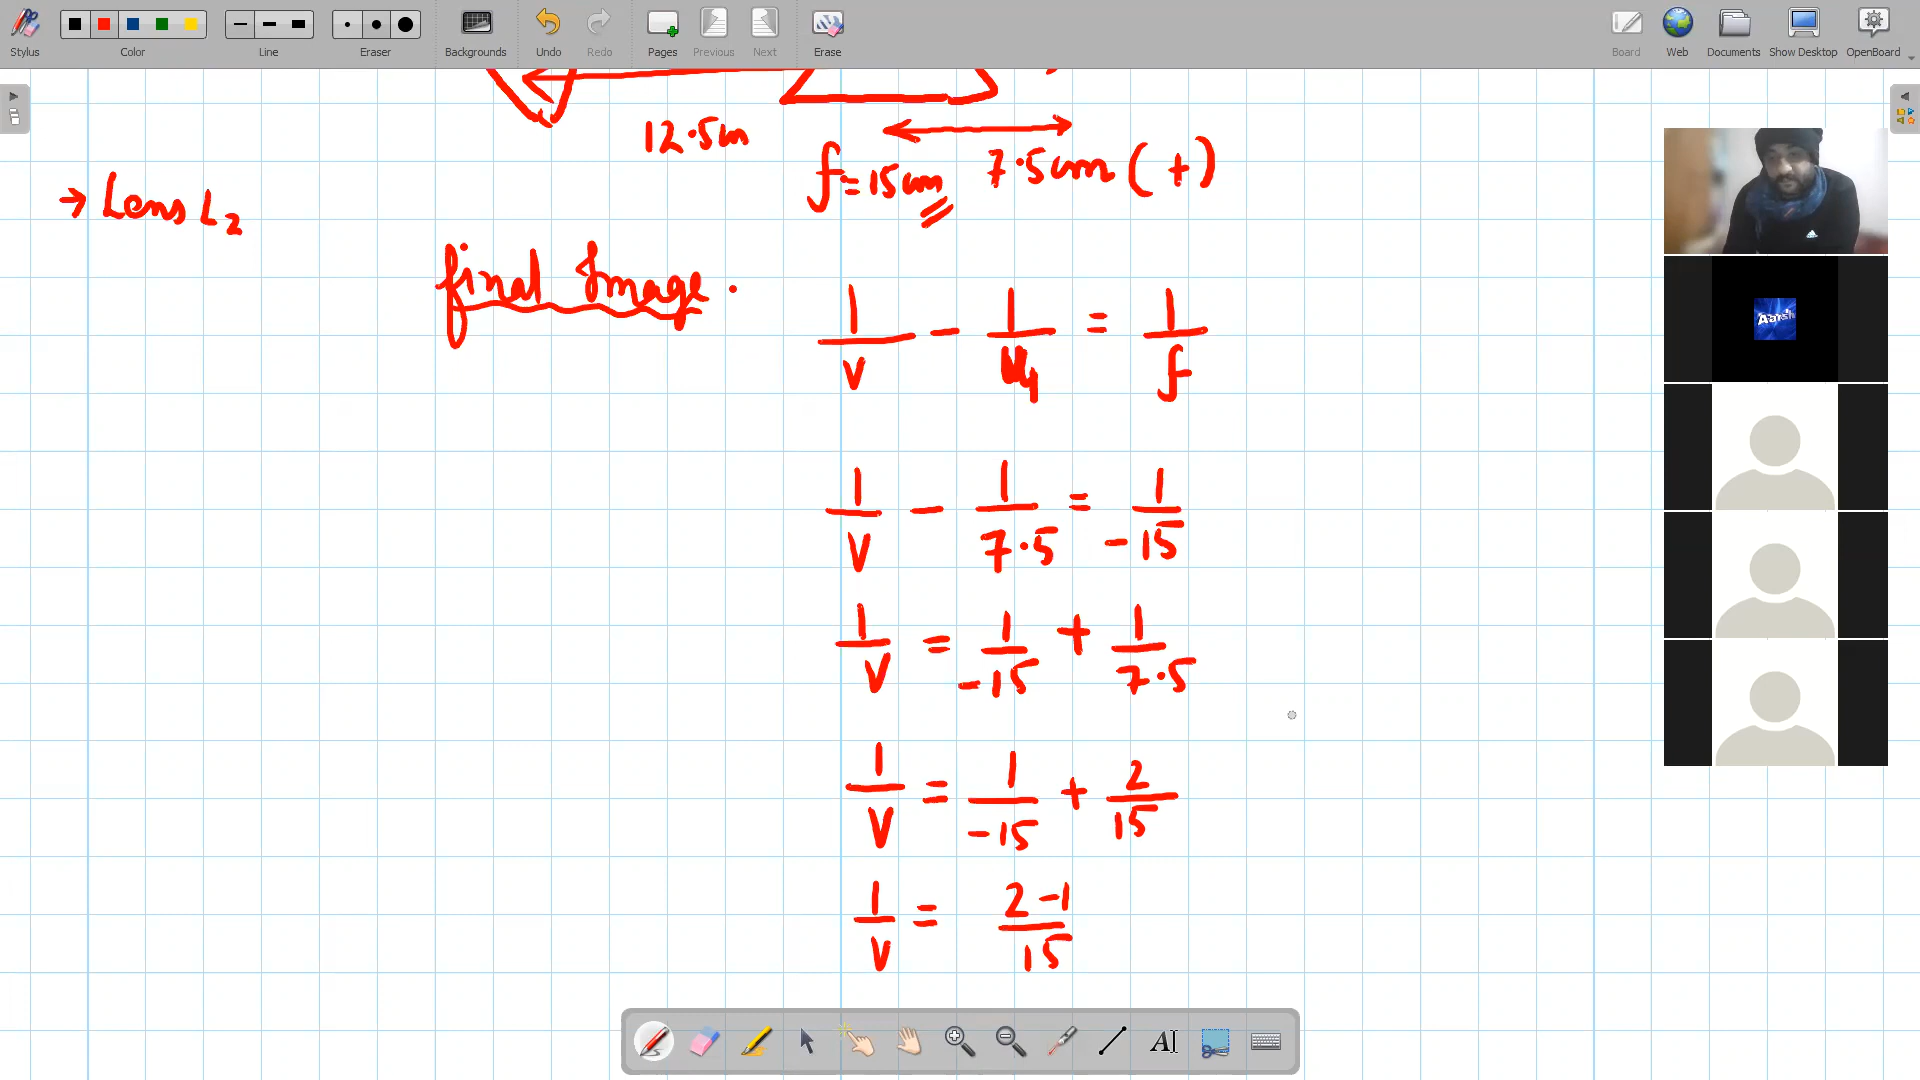 Stylus
Color
Line
Eraser
Backgrounds
Undo
Redo
Pages
Previous
Next
Erase
Board
Web
Documents
Show Desktop
OpenBoard
12.5m
f=15cm
7.5cm (+)
→ Lens L2
final Image.
1/V - 1/u = 1/f
1/V - 1/7.5 = 1/-15
1/V = 1/-15 + 1/7.5
1/V = 1/-15 + 2/15
1/V = 2-1/15
Aarsh